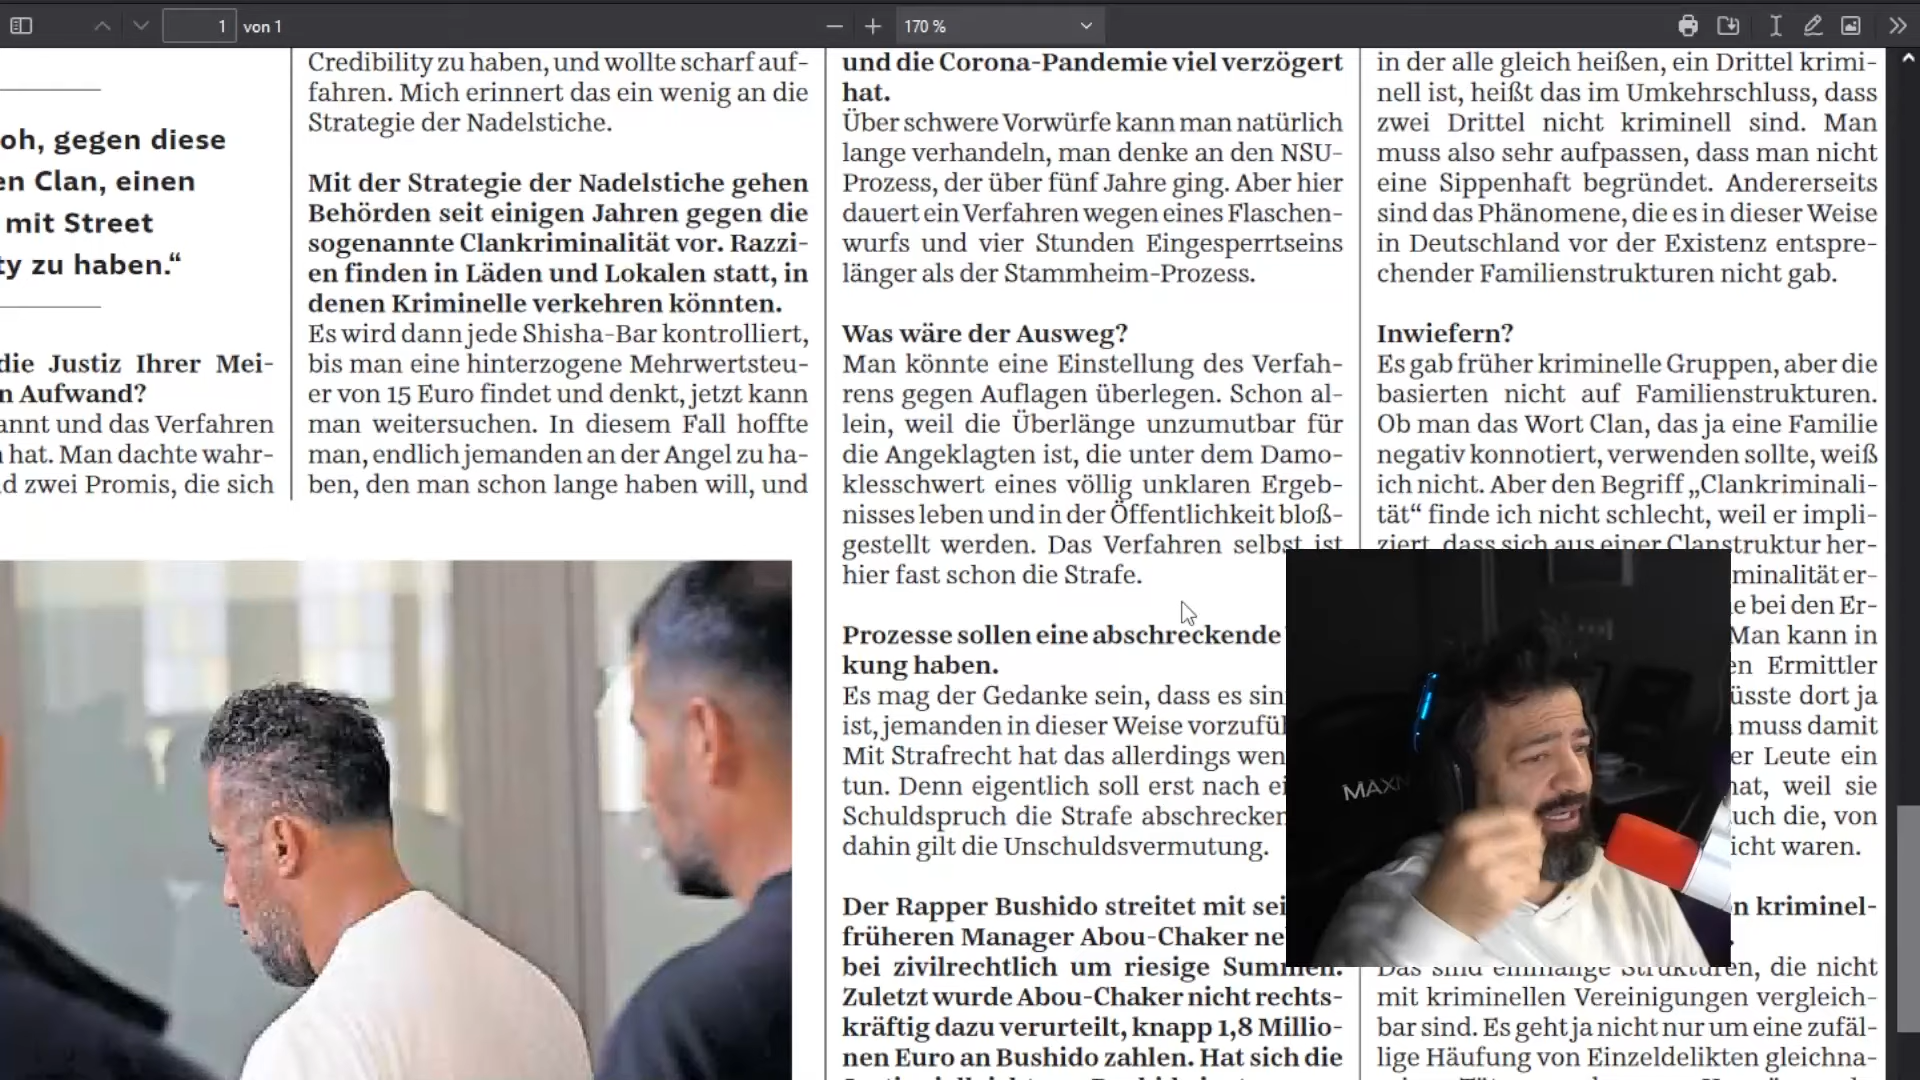 1 von 1
170 %
oh, gegen diese
en Clan, einen
mit Street
ty zu haben.“
die Justiz Ihrer Mei-
n Aufwand?
annt und das Verfahren
hat. Man dachte wahr-
d zwei Promis, die sich
Credibility zu haben, und wollte scharf auf-
fahren. Mich erinnert das ein wenig an die
Strategie der Nadelstiche.
Mit der Strategie der Nadelstiche gehen
Behörden seit einigen Jahren gegen die
sogenannte Clankriminalität vor. Razzi-
en finden in Läden und Lokalen statt, in
denen Kriminelle verkehren könnten.
Es wird dann jede Shisha-Bar kontrolliert,
bis man eine hinterzogene Mehrwertsteu-
er von 15 Euro findet und denkt, jetzt kann
man weitersuchen. In diesem Fall hoffte
man, endlich jemanden an der Angel zu ha-
ben, den man schon lange haben will, und
und die Corona-Pandemie viel verzögert
hat.
Über schwere Vorwürfe kann man natürlich
lange verhandeln, man denke an den NSU-
Prozess, der über fünf Jahre ging. Aber hier
dauert ein Verfahren wegen eines Flaschen-
wurfs und vier Stunden Eingesperrtseins
länger als der Stammheim-Prozess.
Was wäre der Ausweg?
Man könnte eine Einstellung des Verfah-
rens gegen Auflagen überlegen. Schon al-
lein, weil die Überlänge unzumutbar für
die Angeklagten ist, die unter dem Damo-
klesschwert eines völlig unklaren Ergeb-
nisses leben und in der Öffentlichkeit bloß-
gestellt werden. Das Verfahren selbst ist
hier fast schon die Strafe.
Prozesse sollen eine abschreckende
kung haben.
Es mag der Gedanke sein, dass es sin
ist, jemanden in dieser Weise vorzufü
Mit Strafrecht hat das allerdings wen
tun. Denn eigentlich soll erst nach ei
Schuldspruch die Strafe abschrecken
dahin gilt die Unschuldsvermutung.
Der Rapper Bushido streitet mit sei
früheren Manager Abou-Chaker ne
bei zivilrechtlich um riesige Summen.
Zuletzt wurde Abou-Chaker nicht rechts-
kräftig dazu verurteilt, knapp 1,8 Millio-
nen Euro an Bushido zahlen. Hat sich die
in der alle gleich heißen, ein Drittel krimi-
nell ist, heißt das im Umkehrschluss, dass
zwei Drittel nicht kriminell sind. Man
muss also sehr aufpassen, dass man nicht
eine Sippenhaft begründet. Andererseits
sind das Phänomene, die es in dieser Weise
in Deutschland vor der Existenz entspre-
chender Familienstrukturen nicht gab.
Inwiefern?
Es gab früher kriminelle Gruppen, aber die
basierten nicht auf Familienstrukturen.
Ob man das Wort Clan, das ja eine Familie
negativ konnotiert, verwenden sollte, weiß
ich nicht. Aber den Begriff „Clankriminali-
tät“ finde ich nicht schlecht, weil er impli-
ziert, dass sich aus einer Clanstruktur her-
minalität er-
e bei den Er-
Man kann in
en Ermittler
üsste dort ja
muss damit
er Leute ein
hat, weil sie
uch die, von
icht waren.
n kriminel-
Das sind einmalige Strukturen, die nicht
mit kriminellen Vereinigungen vergleich-
bar sind. Es geht ja nicht nur um eine zufäl-
lige Häufung von Einzeldelikten gleichna-
MAXN